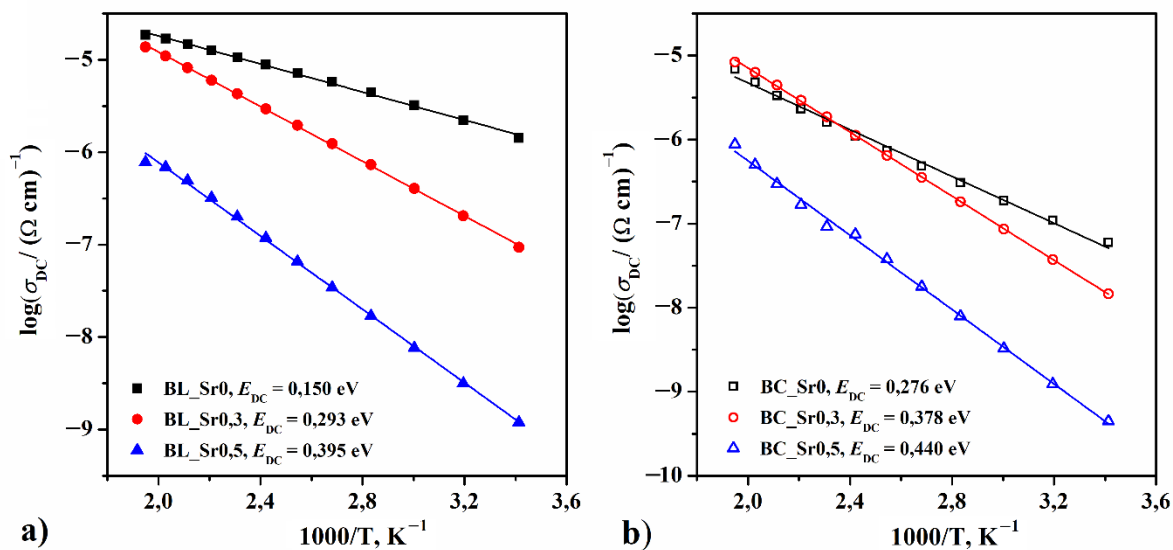 −5
−6
−7
−8
−9
log(σDC/ (Ω cm)⁻¹
BL_Sr0, EDC = 0,150 eV
BL_Sr0,3, EDC = 0,293 eV
BL_Sr0,5, EDC = 0,395 eV
2,0 2,4 2,8 3,2 3,6
1000/T, K⁻¹
a)
−4
−5
−6
−7
−8
−9
−10
log(σDC/ (Ω cm)⁻¹
BC_Sr0, EDC = 0,276 eV
BC_Sr0,3, EDC = 0,378 eV
BC_Sr0,5, EDC = 0,440 eV
2,0 2,4 2,8 3,2 3,6
1000/T, K⁻¹
b)